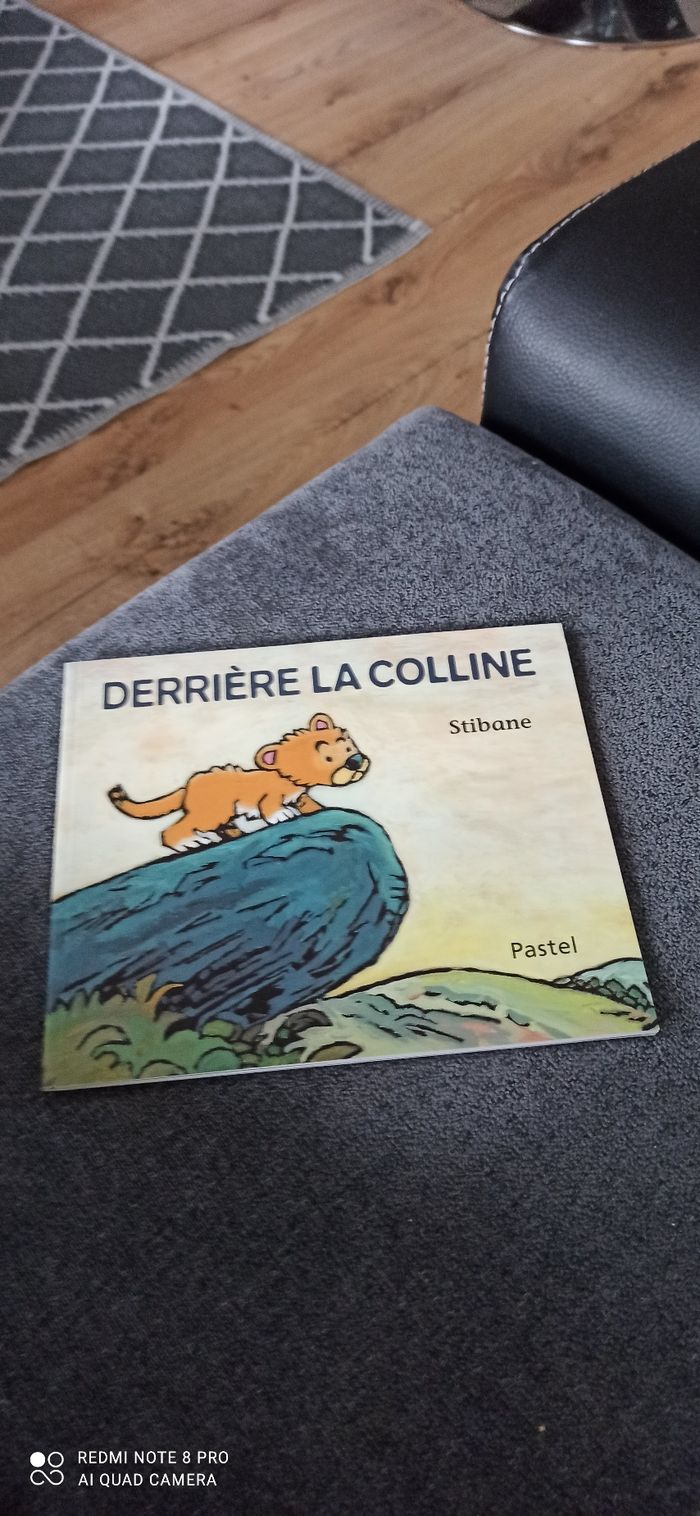 DERRIÈRE LA COLLINE
Stibane
Pastel
REDMI NOTE 8 PRO
AI QUAD CAMERA